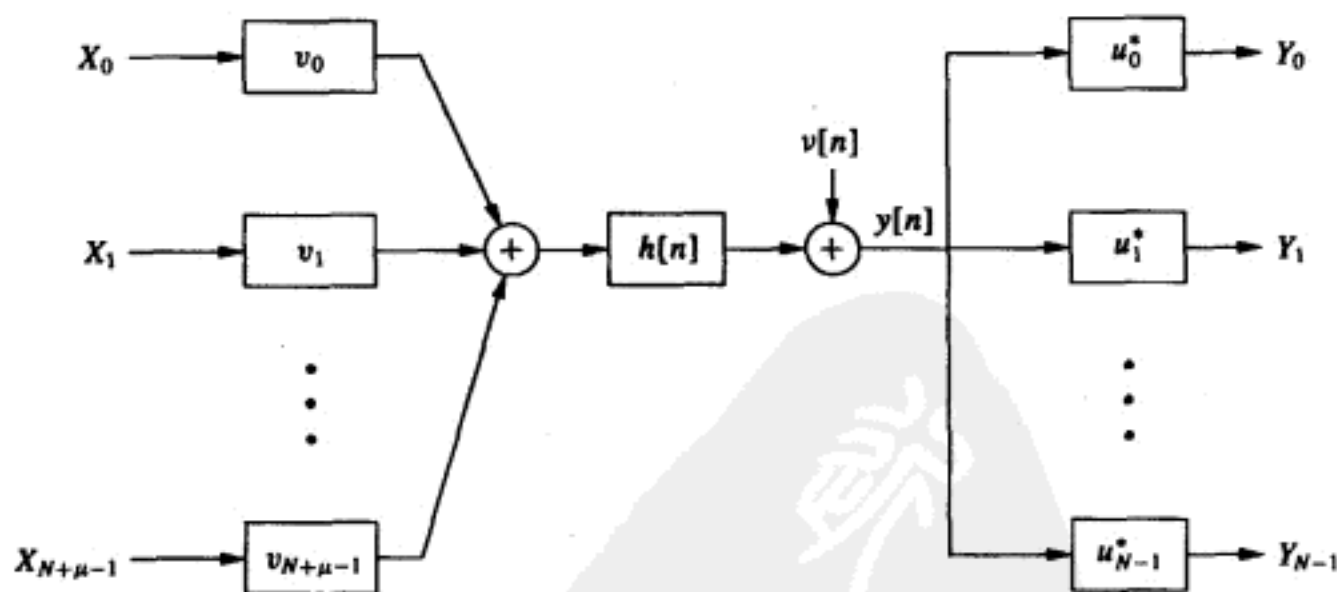 X_0 v_0 u_0^* Y_0
ν[n]
X_1 v_1 + h[n] + y[n] u_1^* Y_1
X_{N+μ-1} v_{N+μ-1} u_{N-1}^* Y_{N-1}